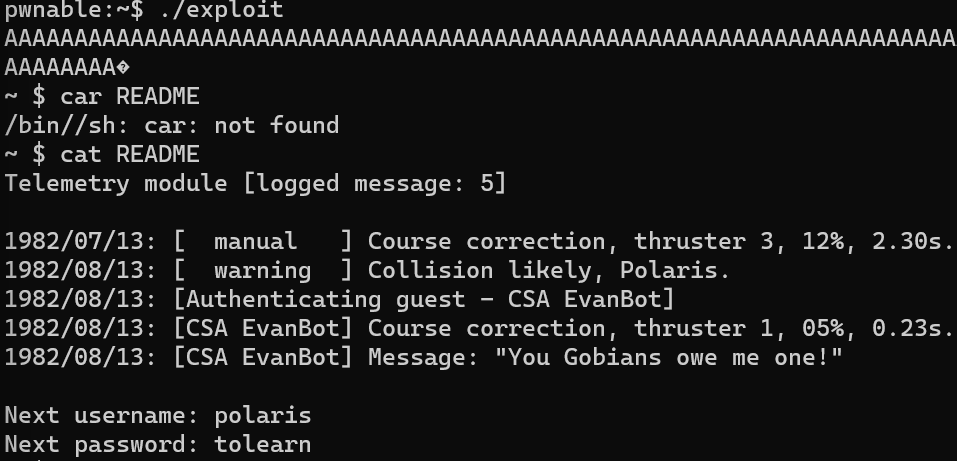 pwnable:~$ ./exploit
AAAAAAAAAAAAAAAAAAAAAAAAAAAAAAAAAAAAAAAAAAAAAAAAAAAAAAAAAAAAAAAAAAAA
AAAAAAAA�
~ $ car README
/bin//sh: car: not found
~ $ cat README
Telemetry module [logged message: 5]
1982/07/13: [  manual   ] Course correction, thruster 3, 12%, 2.30s.
1982/08/13: [  warning  ] Collision likely, Polaris.
1982/08/13: [Authenticating guest - CSA EvanBot]
1982/08/13: [CSA EvanBot] Course correction, thruster 1, 05%, 0.23s.
1982/08/13: [CSA EvanBot] Message: "You Gobians owe me one!"
Next username: polaris
Next password: tolearn